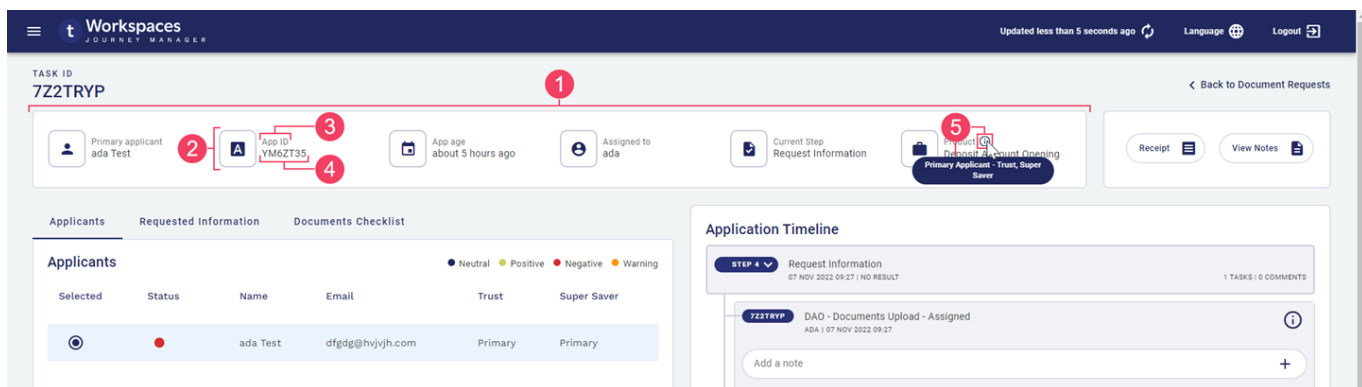 t Workspaces
JOURNEY MANAGER
Updated less than 5 seconds ago
Language
Logout
TASK ID
7Z2TRYP
1
Back to Document Requests
Primary applicant
ada Test
2
A
3
App ID
YM6ZT35
4
App age
about 5 hours ago
Assigned to
ada
Current Step
Request Information
5
Product
Deposit Account Opening
Primary Applicant - Trust, Super
Saver
Receipt
View Notes
Applicants
Requested Information
Documents Checklist
Applicants
Neutral Positive Negative Warning
Selected Status Name Email Trust Super Saver
ada Test dfgdg@hvjvjh.com Primary Primary
Application Timeline
STEP 4
Request Information
07 NOV 2022 09:27 | NO RESULT
1 TASKS | 0 COMMENTS
7Z2TRYP
DAO - Documents Upload - Assigned
ADA | 07 NOV 2022 09:27
Add a note
+